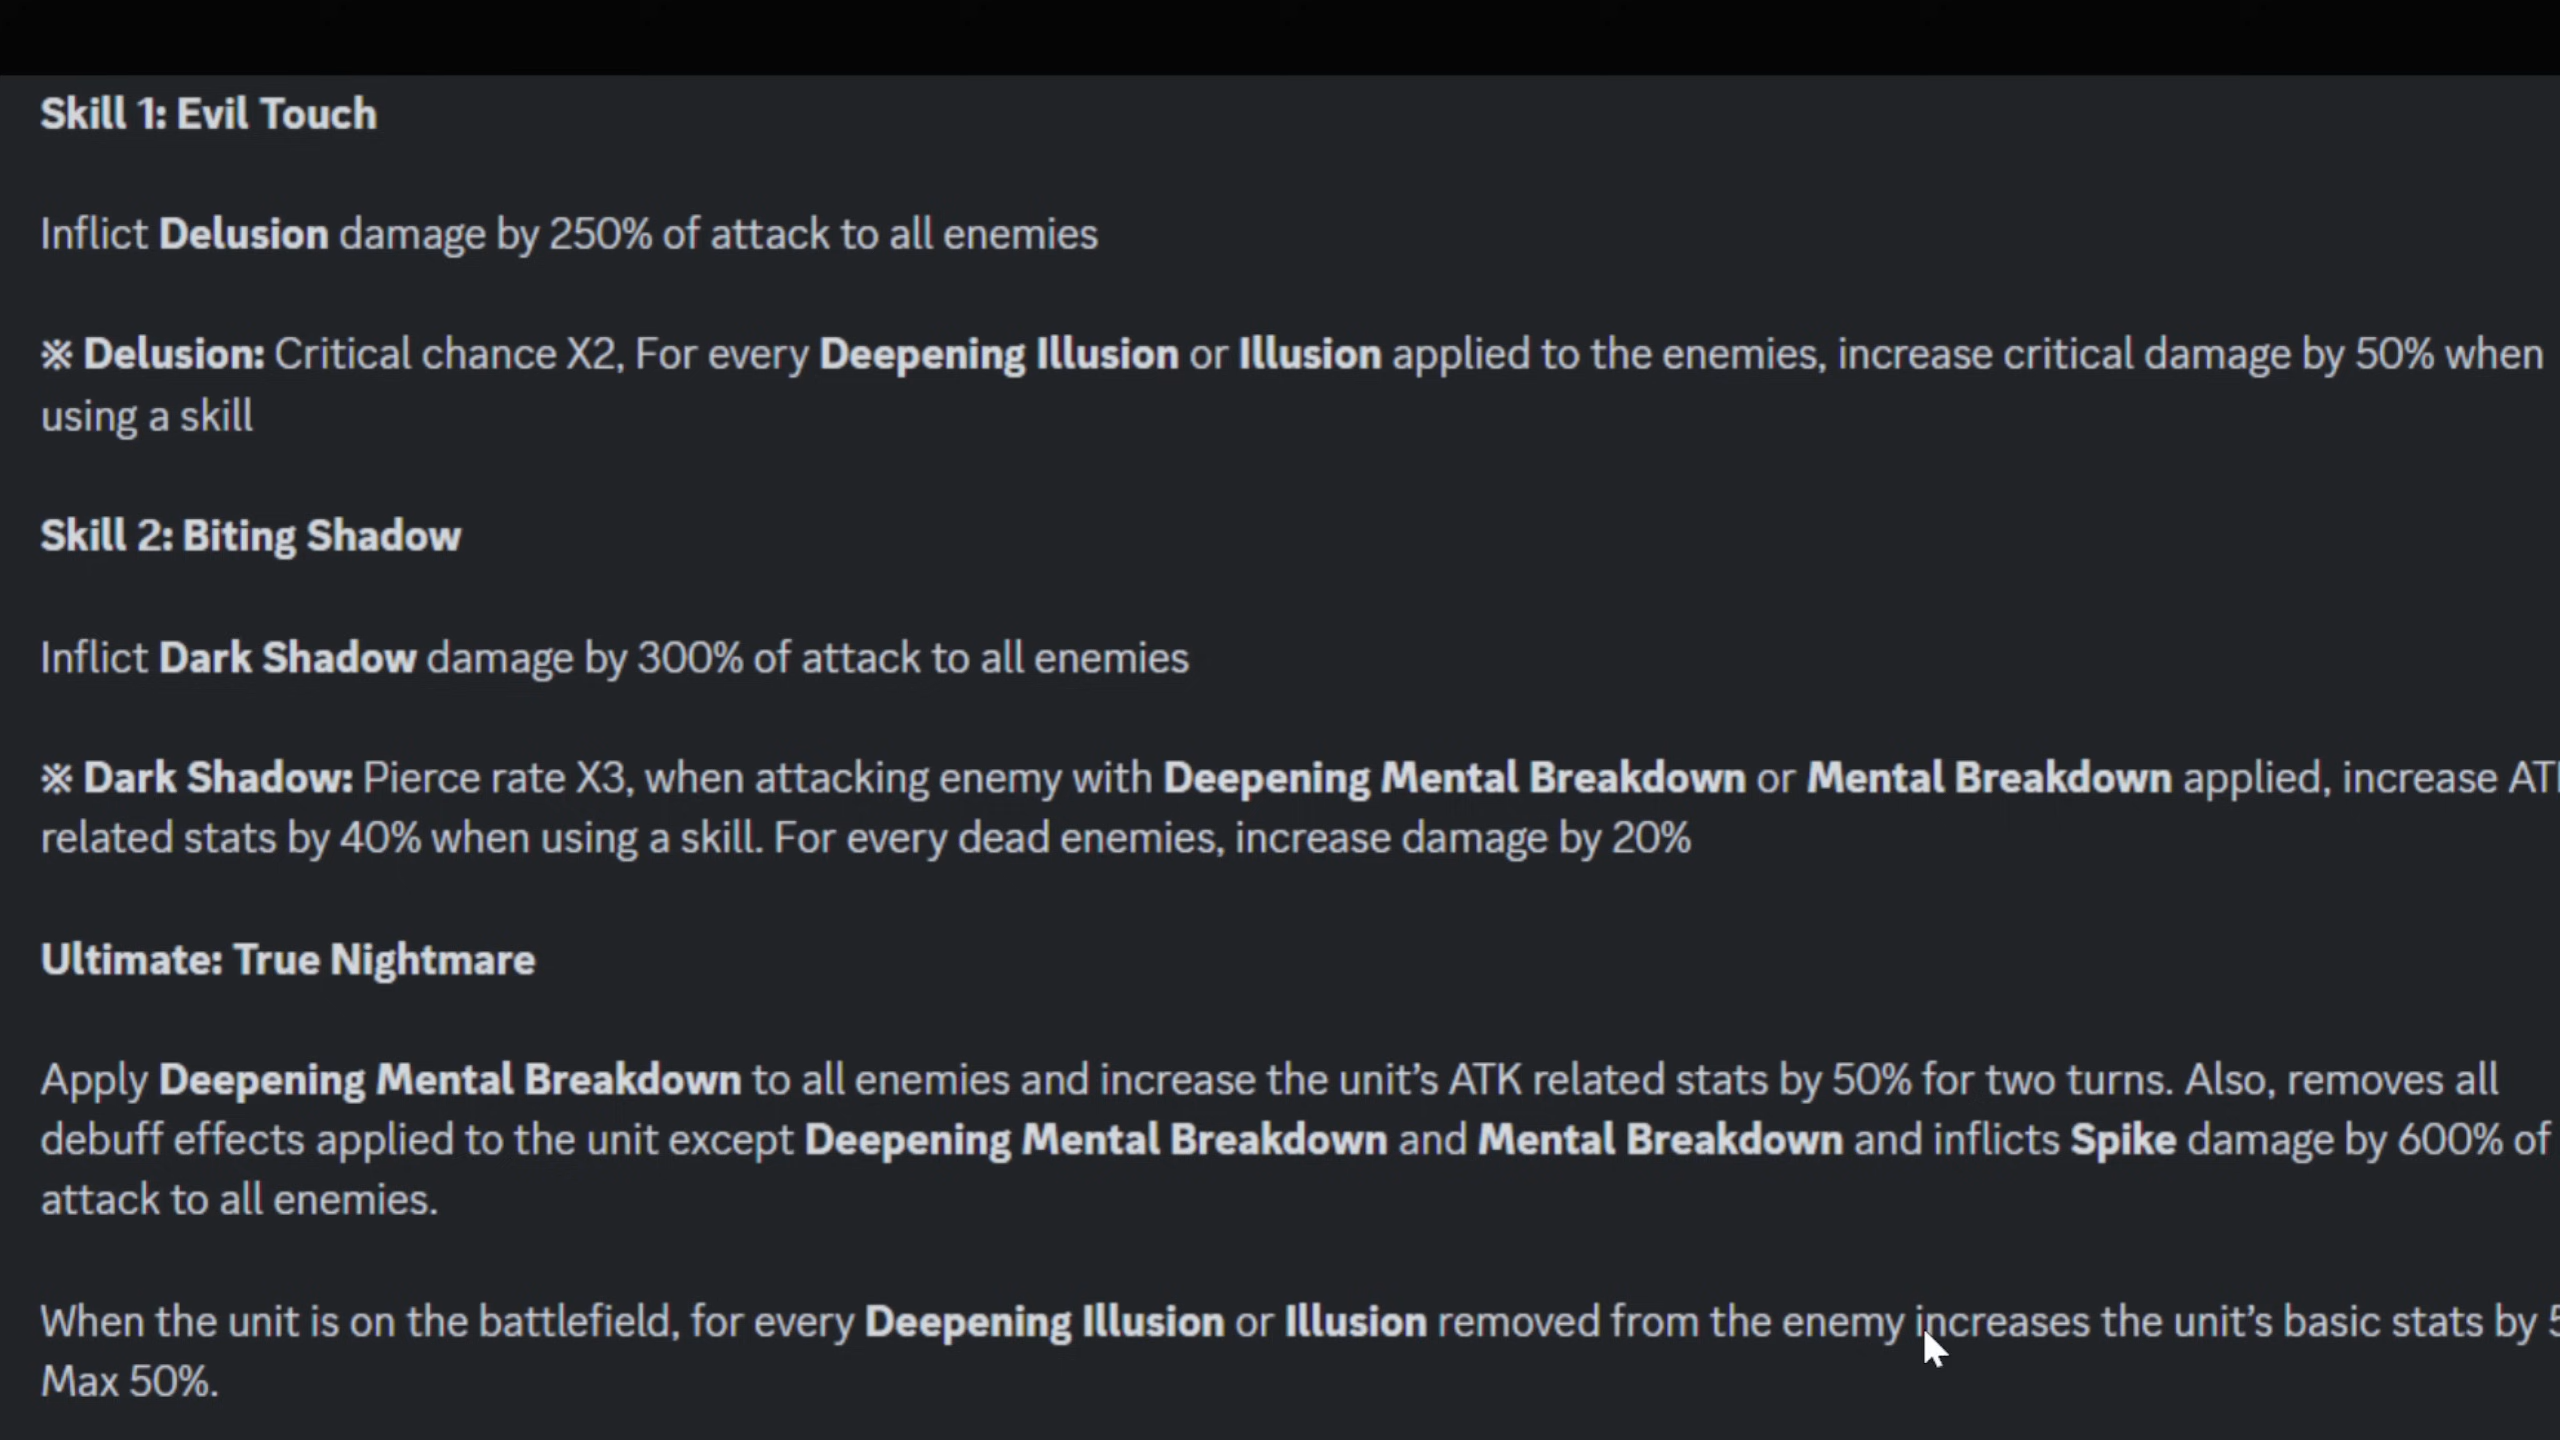 Skill 1: Evil Touch
Inflict Delusion damage by 250% of attack to all enemies
※ Delusion: Critical chance X2, For every Deepening Illusion or Illusion applied to the enemies, increase critical damage by 50% when
using a skill
Skill 2: Biting Shadow
Inflict Dark Shadow damage by 300% of attack to all enemies
※ Dark Shadow: Pierce rate X3, when attacking enemy with Deepening Mental Breakdown or Mental Breakdown applied, increase
related stats by 40% when using a skill. For every dead enemies, increase damage by 20%
Ultimate: True Nightmare
Apply Deepening Mental Breakdown to all enemies and increase the unit's ATK related stats by 50% for two turns. Also, removes all
debuff effects applied to the unit except Deepening Mental Breakdown and Mental Breakdown and inflicts Spike damage by 600% of
attack to all enemies.
When the unit is on the battlefield, for every Deepening Illusion or Illusion removed from the enemy increases the unit's basic stats by
Max 50%.